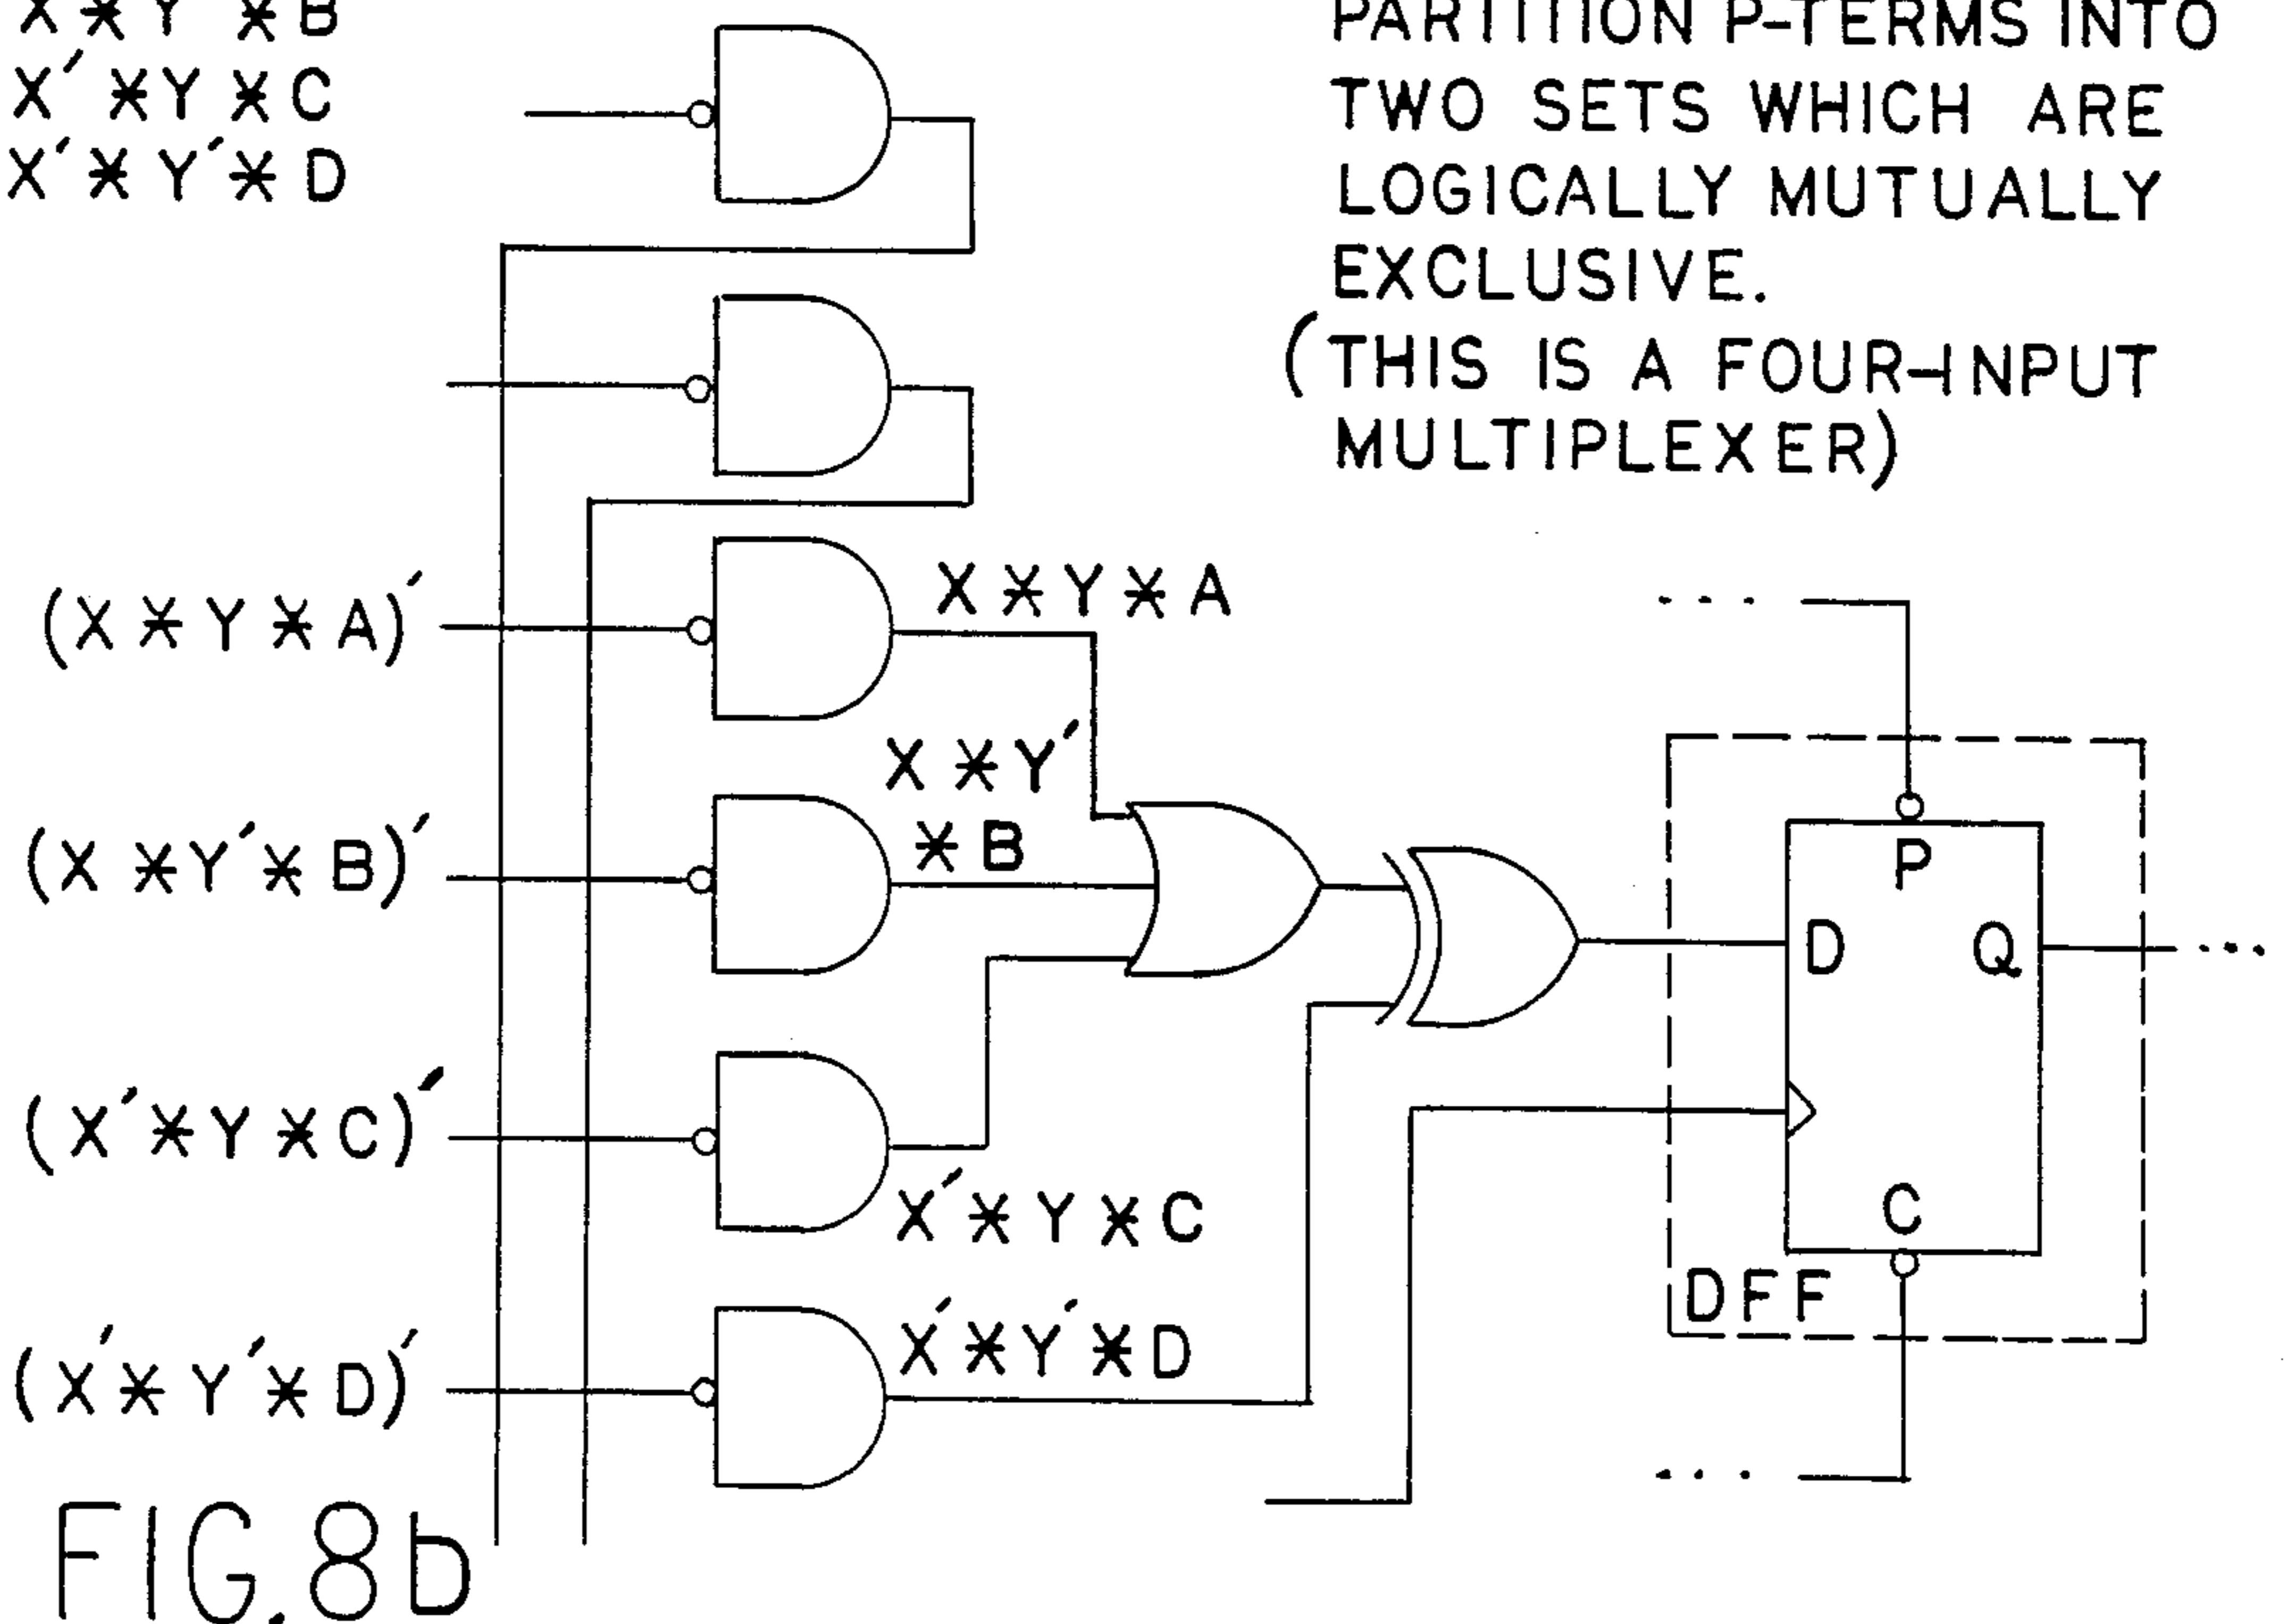 X * Y' * B
X' * Y * C
X' * Y' * D
PARTITION P-TERMS INTO
TWO SETS WHICH ARE
LOGICALLY MUTUALLY
EXCLUSIVE.
(THIS IS A FOUR-INPUT
MULTIPLEXER)
(X * Y * A)'
X * Y * A
(X * Y' * B)'
X * Y'
* B
(X' * Y * C)'
X' * Y * C
(X' * Y' * D)'
X' * Y' * D
P
D
Q
C
DFF
FIG. 8b